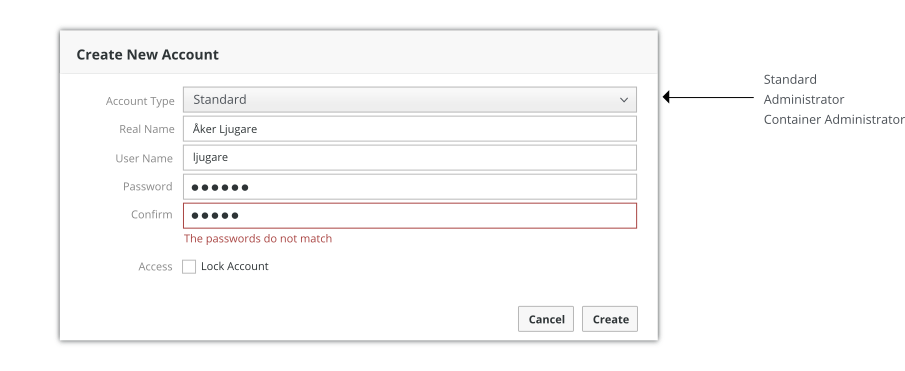 Create New Account
Account Type
Standard
Real Name
Åker Ljugare
User Name
ljugare
Password
●●●●●●
Confirm
●●●●●
The passwords do not match
Access
Lock Account
Cancel
Create
Standard
Administrator
Container Administrator